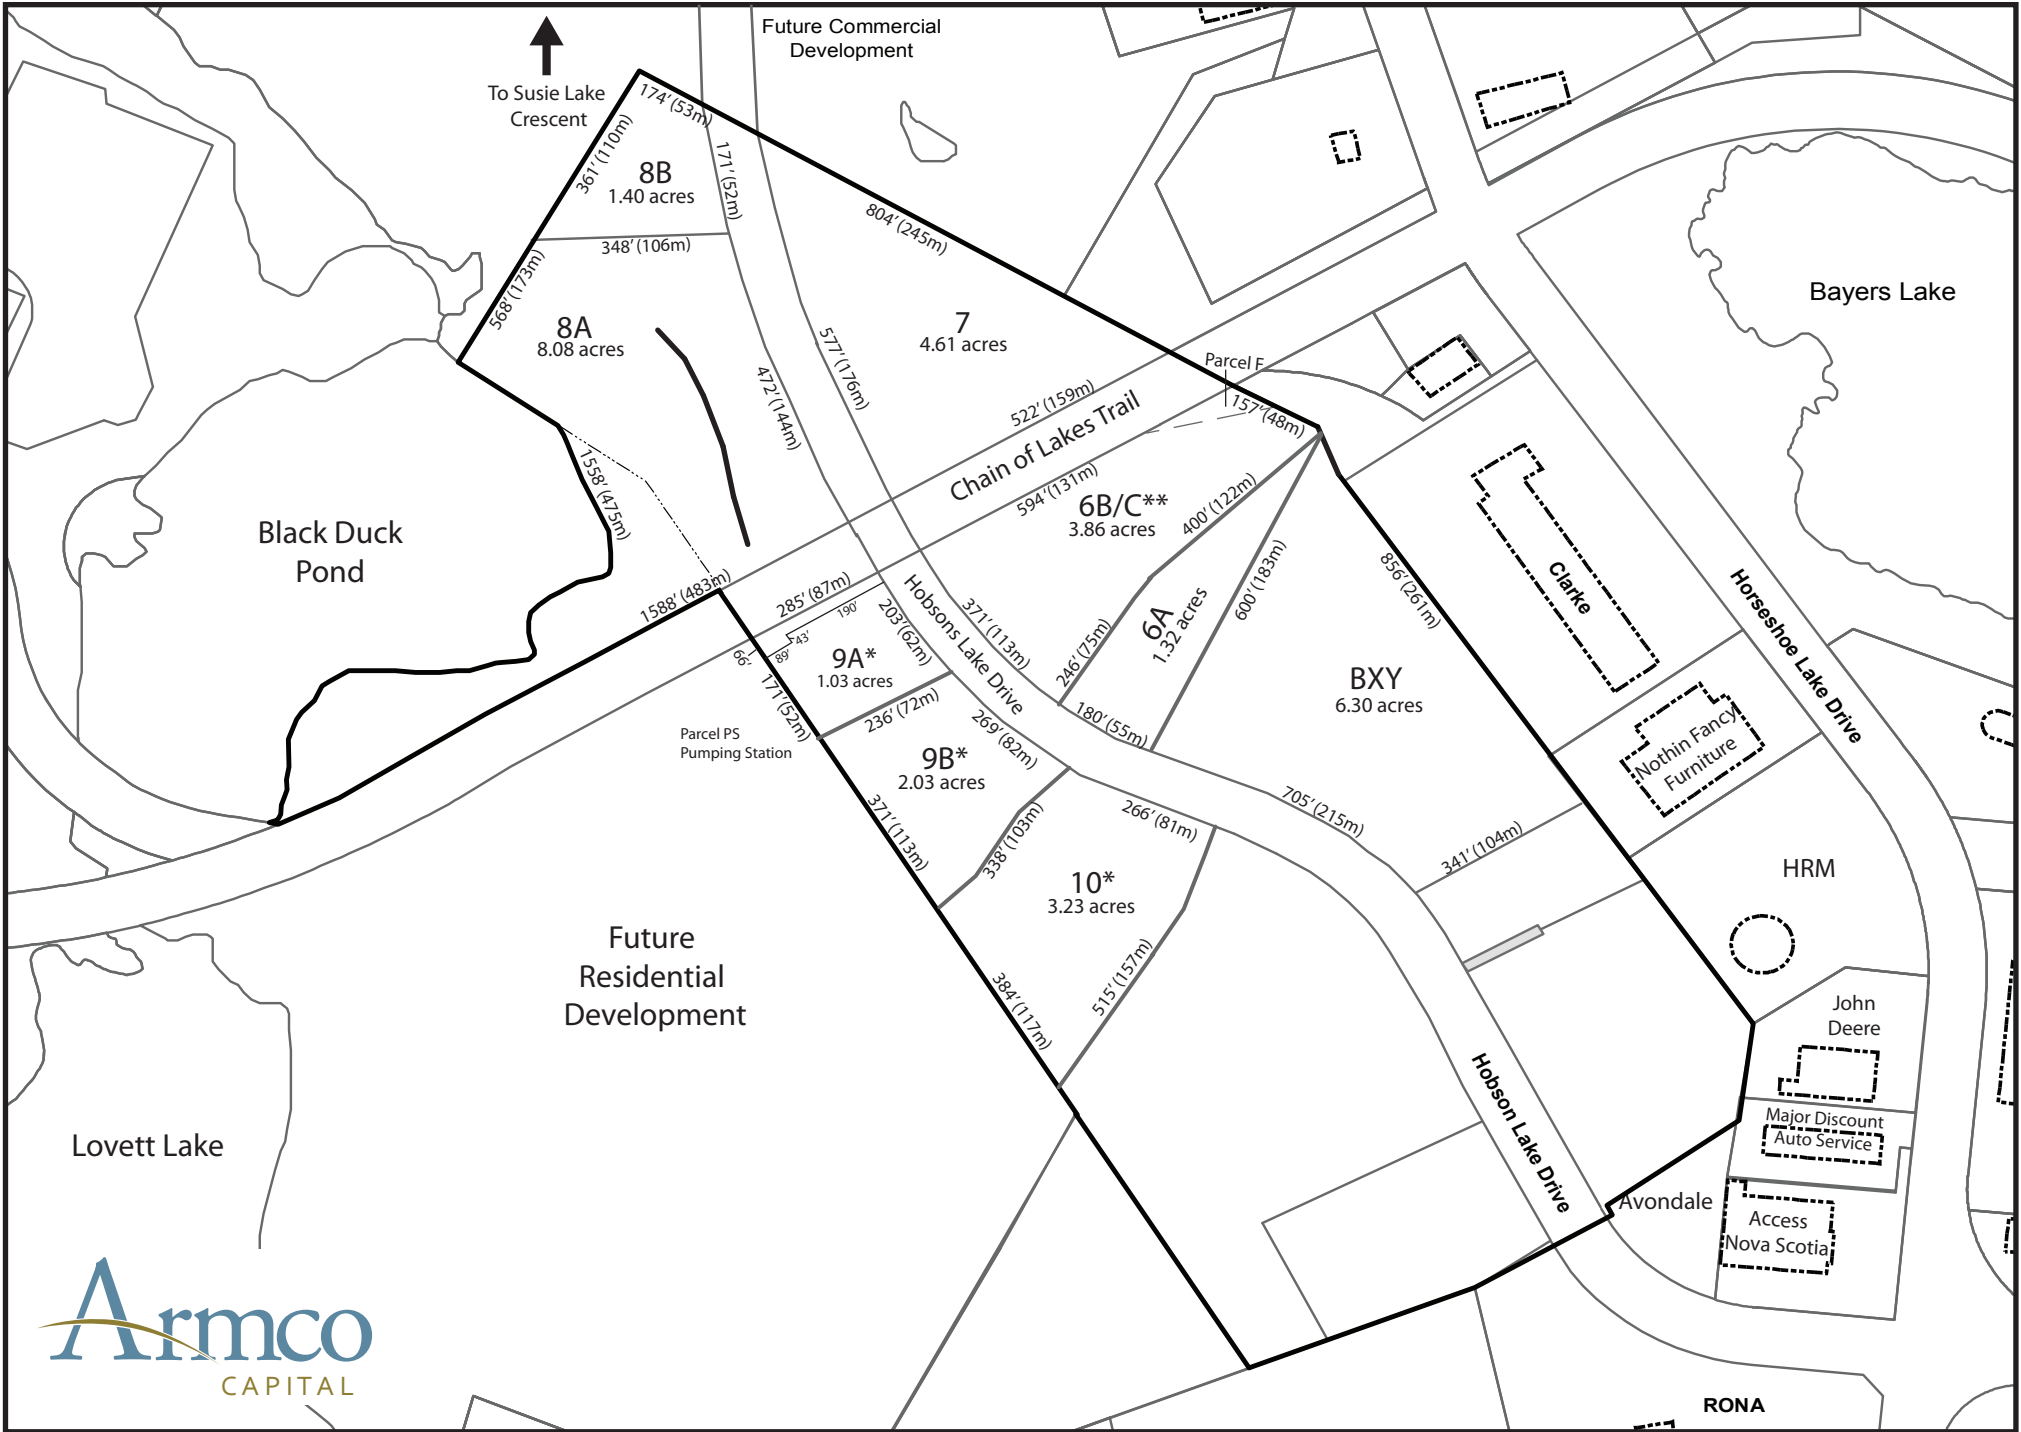 Future Commercial
Development
To Susie Lake
Crescent
174' (53m)
361' (110m)
8B
1.40 acres
171' (52m)
804' (245m)
348' (106m)
568' (173m)
8A
8.08 acres
577' (176m)
472' (144m)
7
4.61 acres
Bayers Lake
Parcel F
157' (48m)
522' (159m)
Chain of Lakes Trail
594' (131m)
6B/C**
3.86 acres
400' (122m)
1558' (475m)
Black Duck
Pond
1588' (483m)
285' (87m)
190'
43'
89'
66'
203' (62m)
Hobsons Lake Drive
371' (113m)
246' (75m)
6A
1.32 acres
600' (183m)
856' (261m)
Clarke
Horseshoe Lake Drive
9A*
1.03 acres
171' (52m)
236' (72m)
Parcel PS
Pumping Station
BXY
6.30 acres
180' (55m)
269' (82m)
Nothin Fancy
Furniture
9B*
2.03 acres
371' (113m)
338' (103m)
266' (81m)
705' (215m)
341' (104m)
HRM
10*
3.23 acres
515' (157m)
384' (117m)
Future
Residential
Development
John
Deere
Major Discount
Auto Service
Hobson Lake Drive
Lovett Lake
Avondale
Access
Nova Scotia
Armco
CAPITAL
RONA